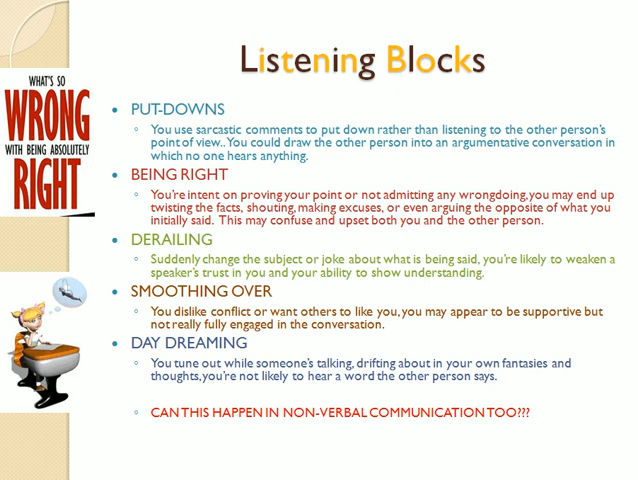 Listening Blocks
WHAT'S SO
WRONG
WITH BEING ABSOLUTELY
RIGHT
PUT-DOWNS
You use sarcastic comments to put down rather than listening to the other person's
point of view.. You could draw the other person into an argumentative conversation in
which no one hears anything.
BEING RIGHT
You're intent on proving your point or not admitting any wrongdoing, you may end up
twisting the facts, shouting, making excuses, or even arguing the opposite of what you
initially said. This may confuse and upset both you and the other person.
DERAILING
Suddenly change the subject or joke about what is being said, you're likely to weaken a
speaker's trust in you and your ability to show understanding.
SMOOTHING OVER
You dislike conflict or want others to like you, you may appear to be supportive but
not really fully engaged in the conversation.
DAY DREAMING
You tune out while someone's talking, drifting about in your own fantasies and
thoughts, you're not likely to hear a word the other person says.
CAN THIS HAPPEN IN NON-VERBAL COMMUNICATION TOO???